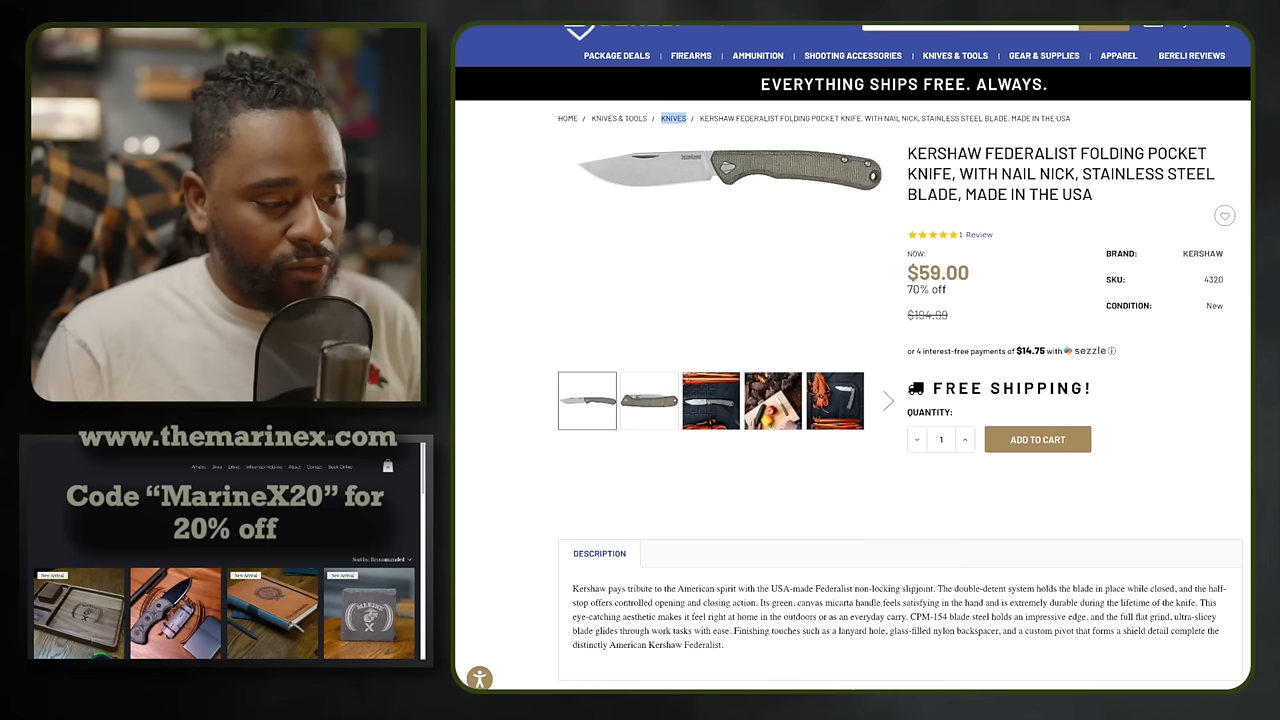 PACKAGE DEALS | FIREARMS | AMMUNITION | SHOOTING ACCESSORIES | KNIVES & TOOLS | GEAR & SUPPLIES | APPAREL BERELI REVIEWS
EVERYTHING SHIPS FREE. ALWAYS.
HOME / KNIVES & TOOLS / KNIVES / KERSHAW FEDERALIST FOLDING POCKET KNIFE, WITH NAIL NICK, STAINLESS STEEL BLADE, MADE IN THE USA
KERSHAW FEDERALIST FOLDING POCKET
KNIFE, WITH NAIL NICK, STAINLESS STEEL
BLADE, MADE IN THE USA
1 Review
NOW:
$59.00
70% off
$194.99
BRAND: KERSHAW
SKU: 4320
CONDITION: New
or 4 interest-free payments of $14.75 with sezzle
FREE SHIPPING!
QUANTITY:
1
ADD TO CART
DESCRIPTION
Kershaw pays tribute to the American spirit with the USA-made Federalist non-locking slipjoint. The double-detent system holds the blade in place while closed, and the half-
stop offers controlled opening and closing action. Its green, canvas micarta handle feels satisfying in the hand and is extremely durable during the lifetime of the knife. This
eye-catching aesthetic makes it feel right at home in the outdoors or as an everyday carry. CPM-154 blade steel holds an impressive edge, and the full flat grind, ultra-slicey
blade glides through work tasks with ease. Finishing touches such as a lanyard hole, glass-filled nylon backspacer, and a custom pivot that forms a shield detail complete the
distinctly American Kershaw Federalist.
www.themarinex.com
Shop About Contact Book Online
Code “MarineX20” for
20% off
Sort by: Recommended
New Arrival New Arrival New Arrival
MARINE
X